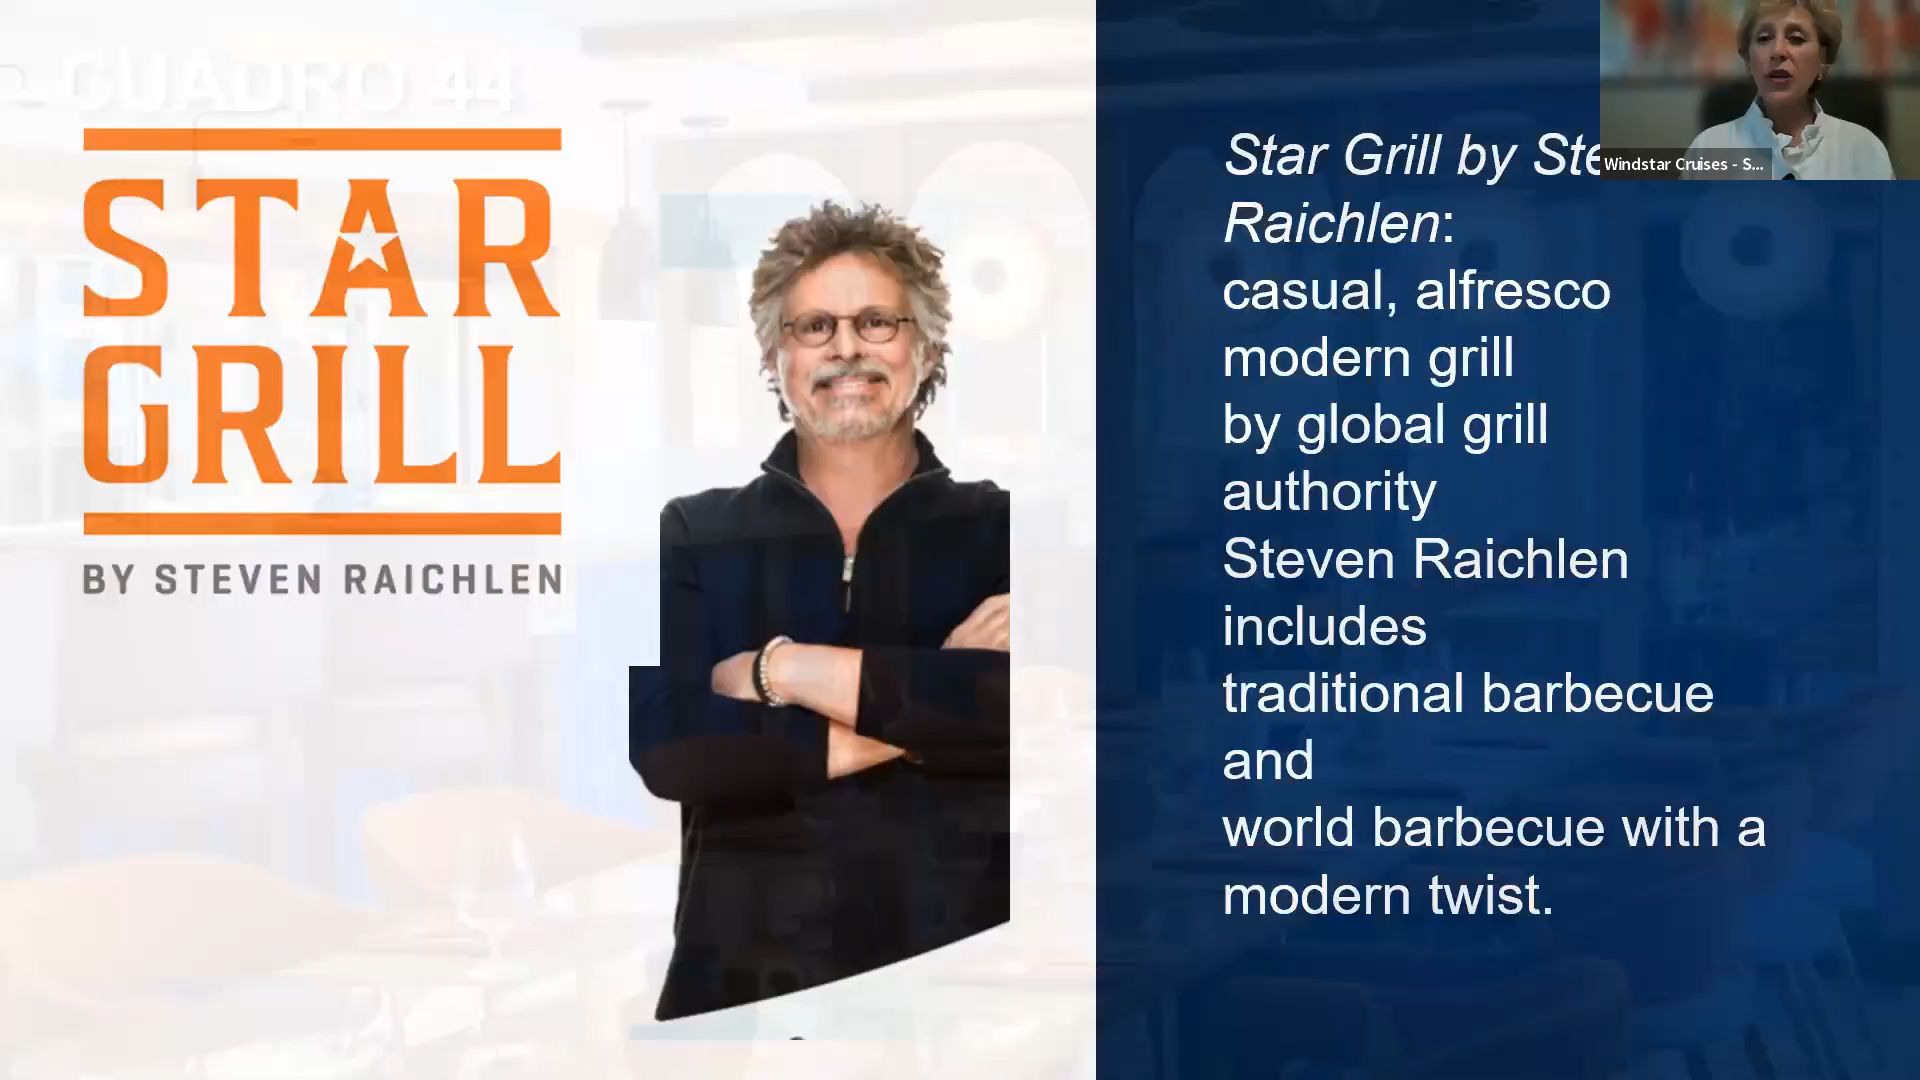 CUADRO 44
STAR
GRILL
BY STEVEN RAICHLEN
Star Grill by Ste
Raichlen:
casual, alfresco
modern grill
by global grill
authority
Steven Raichlen
includes
traditional barbecue
and
world barbecue with a
modern twist.
Windstar Cruises - S...